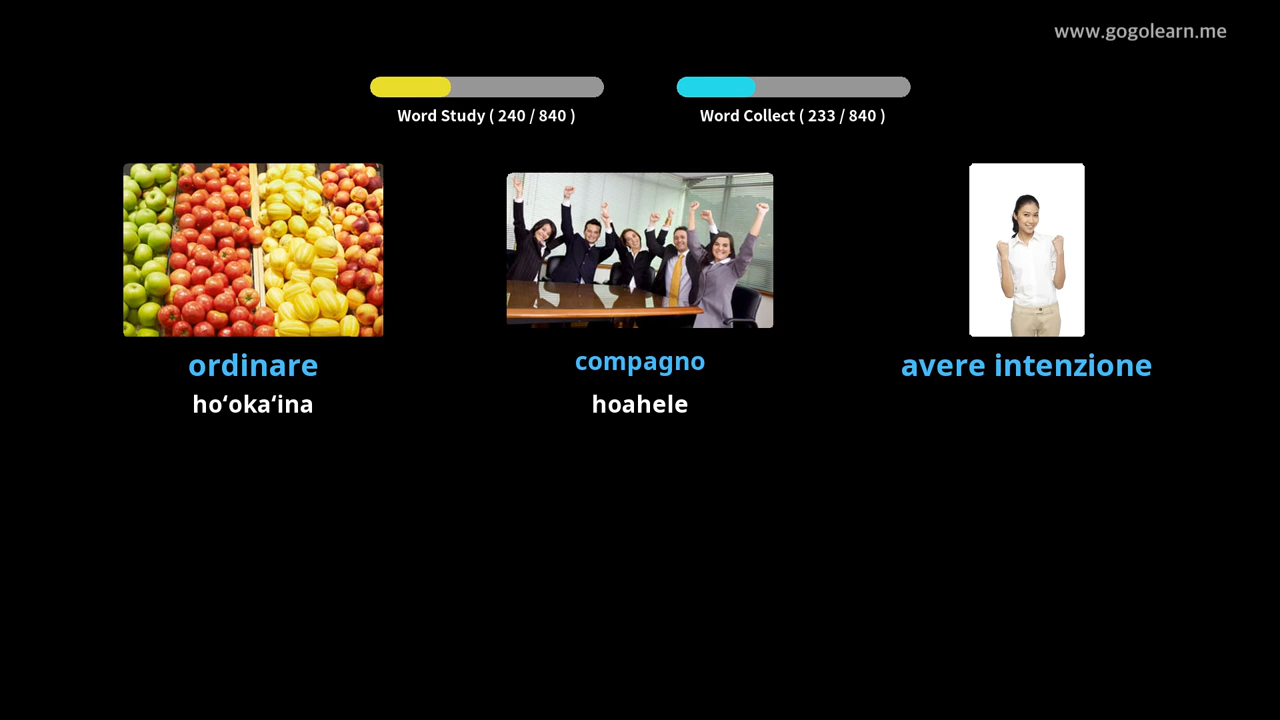 www.gogolearn.me
Word Study ( 240 / 840 )
Word Collect ( 233 / 840 )
ordinare
hoʻokaʻina
compagno
hoahele
avere intenzione